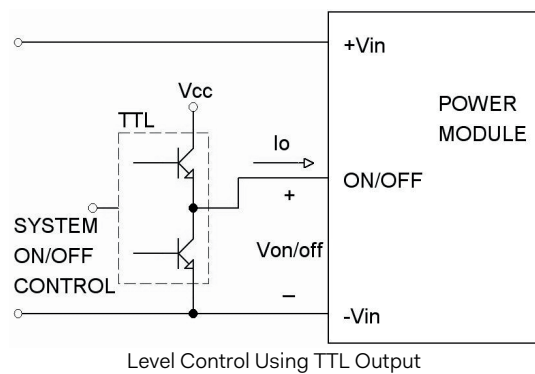 +Vin
Vcc
POWER
MODULE
TTL
Io
ON/OFF
+
SYSTEM
ON/OFF
CONTROL
Von/off
−
-Vin
Level Control Using TTL Output